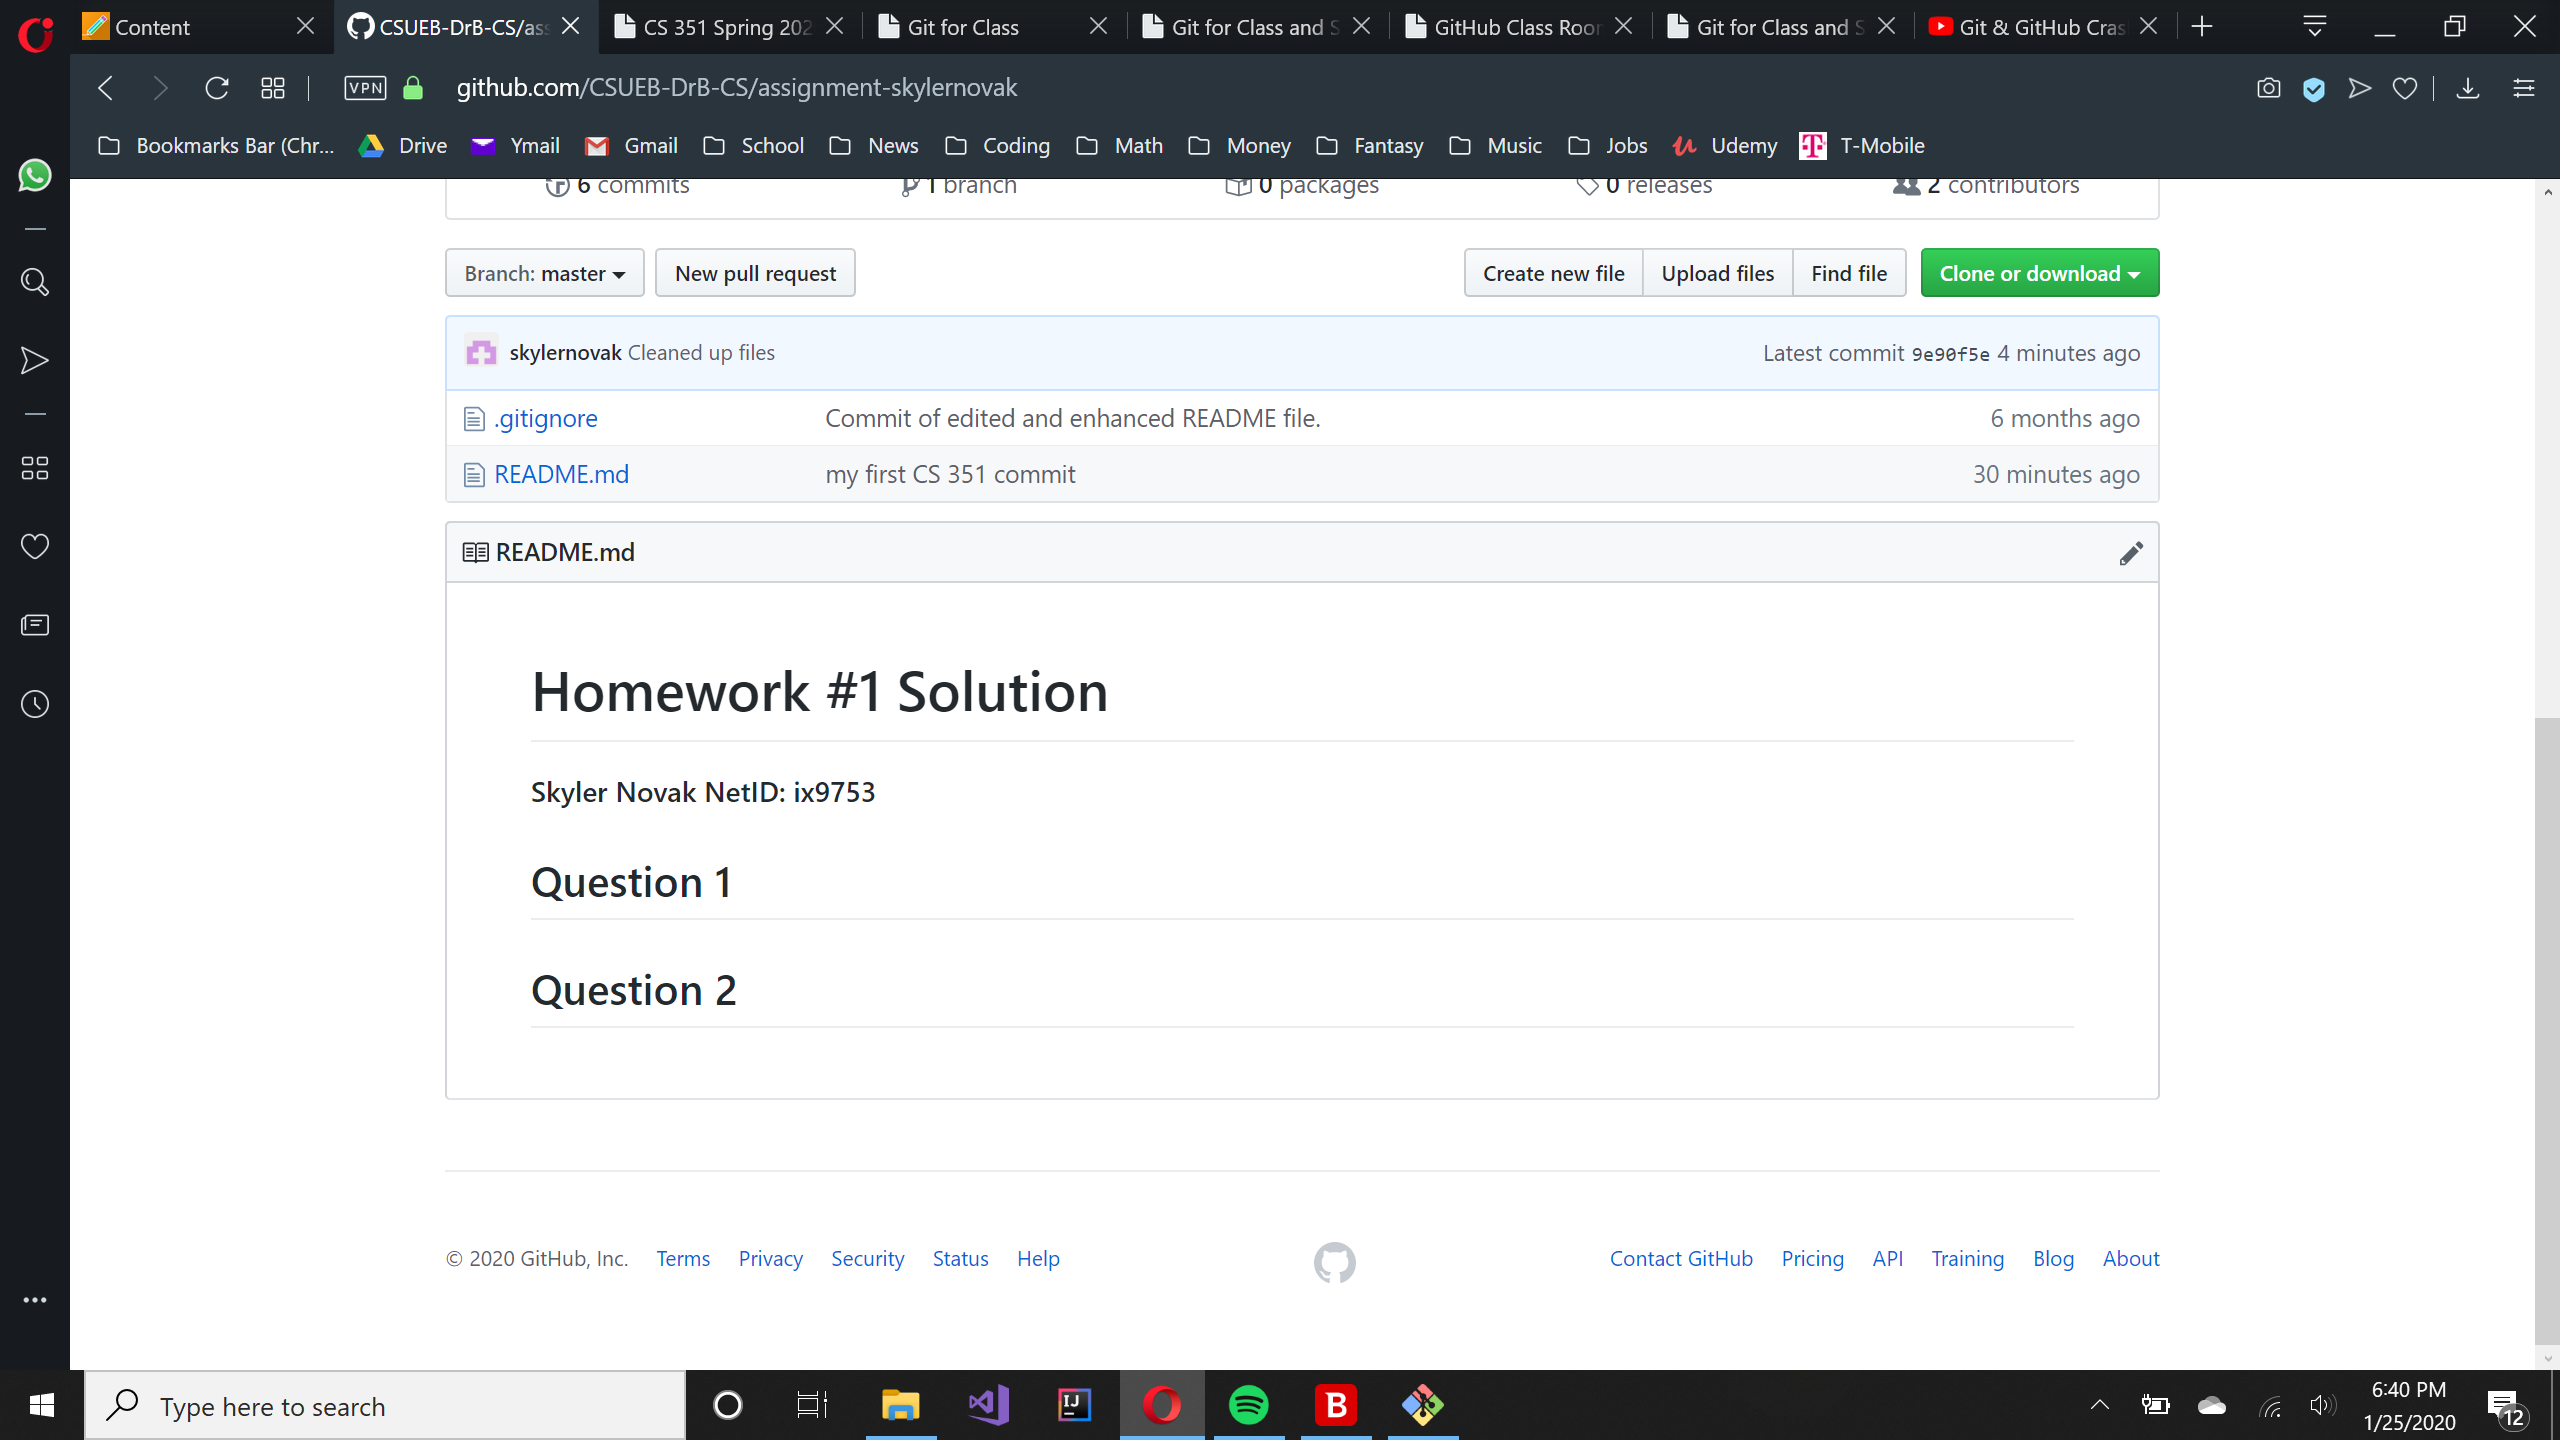 Content
CSUEB-DrB-CS/ass
CS 351 Spring 202
Git for Class
Git for Class and S
GitHub Class Roor
Git for Class and S
Git & GitHub Cras
VPN
github.com/CSUEB-DrB-CS/assignment-skylernovak
Bookmarks Bar (Chr...
Drive
Ymail
Gmail
School
News
Coding
Math
Money
Fantasy
Music
Jobs
Udemy
T-Mobile
6 commits
1 branch
0 packages
0 releases
2 contributors
Branch: master
New pull request
Create new file
Upload files
Find file
Clone or download
skylernovak Cleaned up files
Latest commit 9e90f5e 4 minutes ago
.gitignore
Commit of edited and enhanced README file.
6 months ago
README.md
my first CS 351 commit
30 minutes ago
README.md
Homework #1 Solution
Skyler Novak NetID: ix9753
Question 1
Question 2
© 2020 GitHub, Inc.
Terms
Privacy
Security
Status
Help
Contact GitHub
Pricing
API
Training
Blog
About
Type here to search
IJ
B
6:40 PM
1/25/2020
12